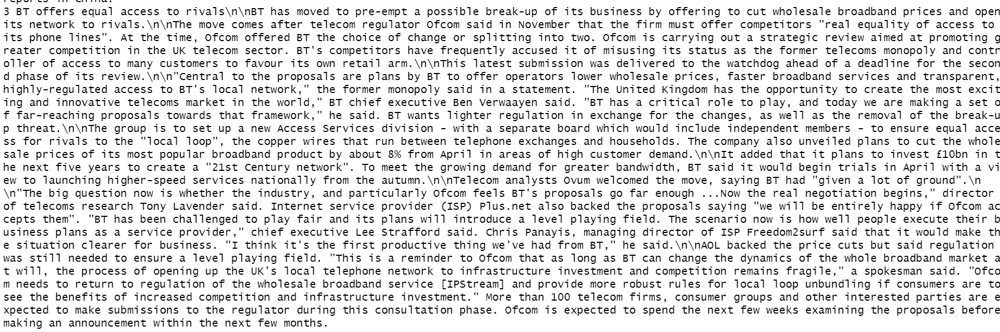 reports in China.
3 BT offers equal access to rivals\n\nBT has moved to pre-empt a possible break-up of its business by offering to cut wholesale broadband prices and open
its network to rivals.\n\nThe move comes after telecom regulator Ofcom said in November that the firm must offer competitors "real equality of access to
its phone lines". At the time, Ofcom offered BT the choice of change or splitting into two. Ofcom is carrying out a strategic review aimed at promoting g
reater competition in the UK telecom sector. BT's competitors have frequently accused it of misusing its status as the former telecoms monopoly and contr
oller of access to many customers to favour its own retail arm.\n\nThis latest submission was delivered to the watchdog ahead of a deadline for the secon
d phase of its review.\n\n"Central to the proposals are plans by BT to offer operators lower wholesale prices, faster broadband services and transparent,
highly-regulated access to BT's local network," the former monopoly said in a statement. "The United Kingdom has the opportunity to create the most excit
ing and innovative telecoms market in the world," BT chief executive Ben Verwaayen said. "BT has a critical role to play, and today we are making a set o
f far-reaching proposals towards that framework," he said. BT wants lighter regulation in exchange for the changes, as well as the removal of the break-u
p threat.\n\nThe group is to set up a new Access Services division - with a separate board which would include independent members - to ensure equal acce
ss for rivals to the "local loop", the copper wires that run between telephone exchanges and households. The company also unveiled plans to cut the whole
sale prices of its most popular broadband product by about 8% from April in areas of high customer demand.\n\nIt added that it plans to invest £10bn in t
he next five years to create a "21st Century network". To meet the growing demand for greater bandwidth, BT said it would begin trials in April with a vi
ew to launching higher-speed services nationally from the autumn.\n\nTelecom analysts Ovum welcomed the move, saying BT had "given a lot of ground".\n
\n"The big question now is whether the industry, and particularly Ofcom feels BT's proposals go far enough ...Now the real negotiation begins," director
of telecoms research Tony Lavender said. Internet service provider (ISP) Plus.net also backed the proposals saying "we will be entirely happy if Ofcom ac
cepts them". "BT has been challenged to play fair and its plans will introduce a level playing field. The scenario now is how well people execute their b
usiness plans as a service provider," chief executive Lee Strafford said. Chris Panayis, managing director of ISP Freedom2surf said that it would make th
e situation clearer for business. "I think it's the first productive thing we've had from BT," he said.\n\nAOL backed the price cuts but said regulation
was still needed to ensure a level playing field. "This is a reminder to Ofcom that as long as BT can change the dynamics of the whole broadband market a
t will, the process of opening up the UK's local telephone network to infrastructure investment and competition remains fragile," a spokesman said. "Ofco
m needs to return to regulation of the wholesale broadband service [IPStream] and provide more robust rules for local loop unbundling if consumers are to
see the benefits of increased competition and infrastructure investment." More than 100 telecom firms, consumer groups and other interested parties are e
xpected to make submissions to the regulator during this consultation phase. Ofcom is expected to spend the next few weeks examining the proposals before
making an announcement within the next few months.